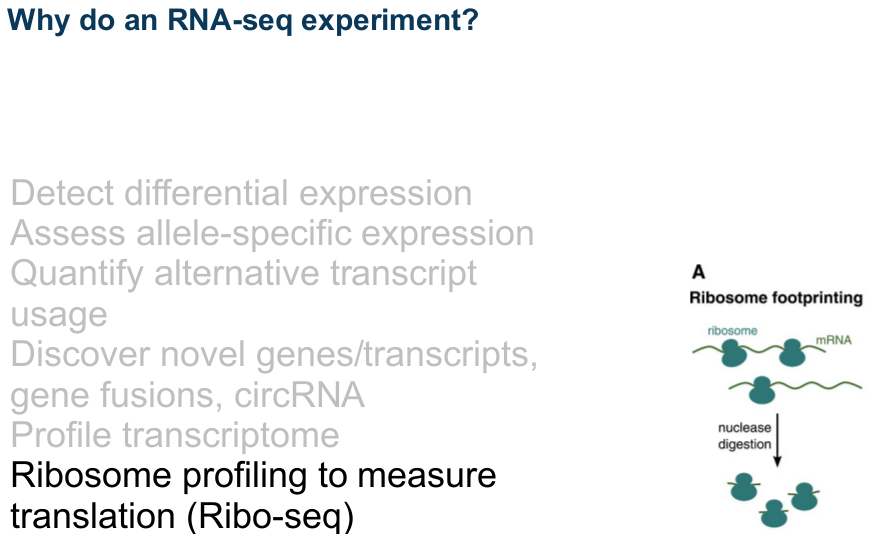 Why do an RNA-seq experiment?
Detect differential expression
Assess allele-specific expression
Quantify alternative transcript
usage
Discover novel genes/transcripts,
gene fusions, circRNA
Profile transcriptome
Ribosome profiling to measure
translation (Ribo-seq)
A
Ribosome footprinting
ribosome
mRNA
nuclease
digestion